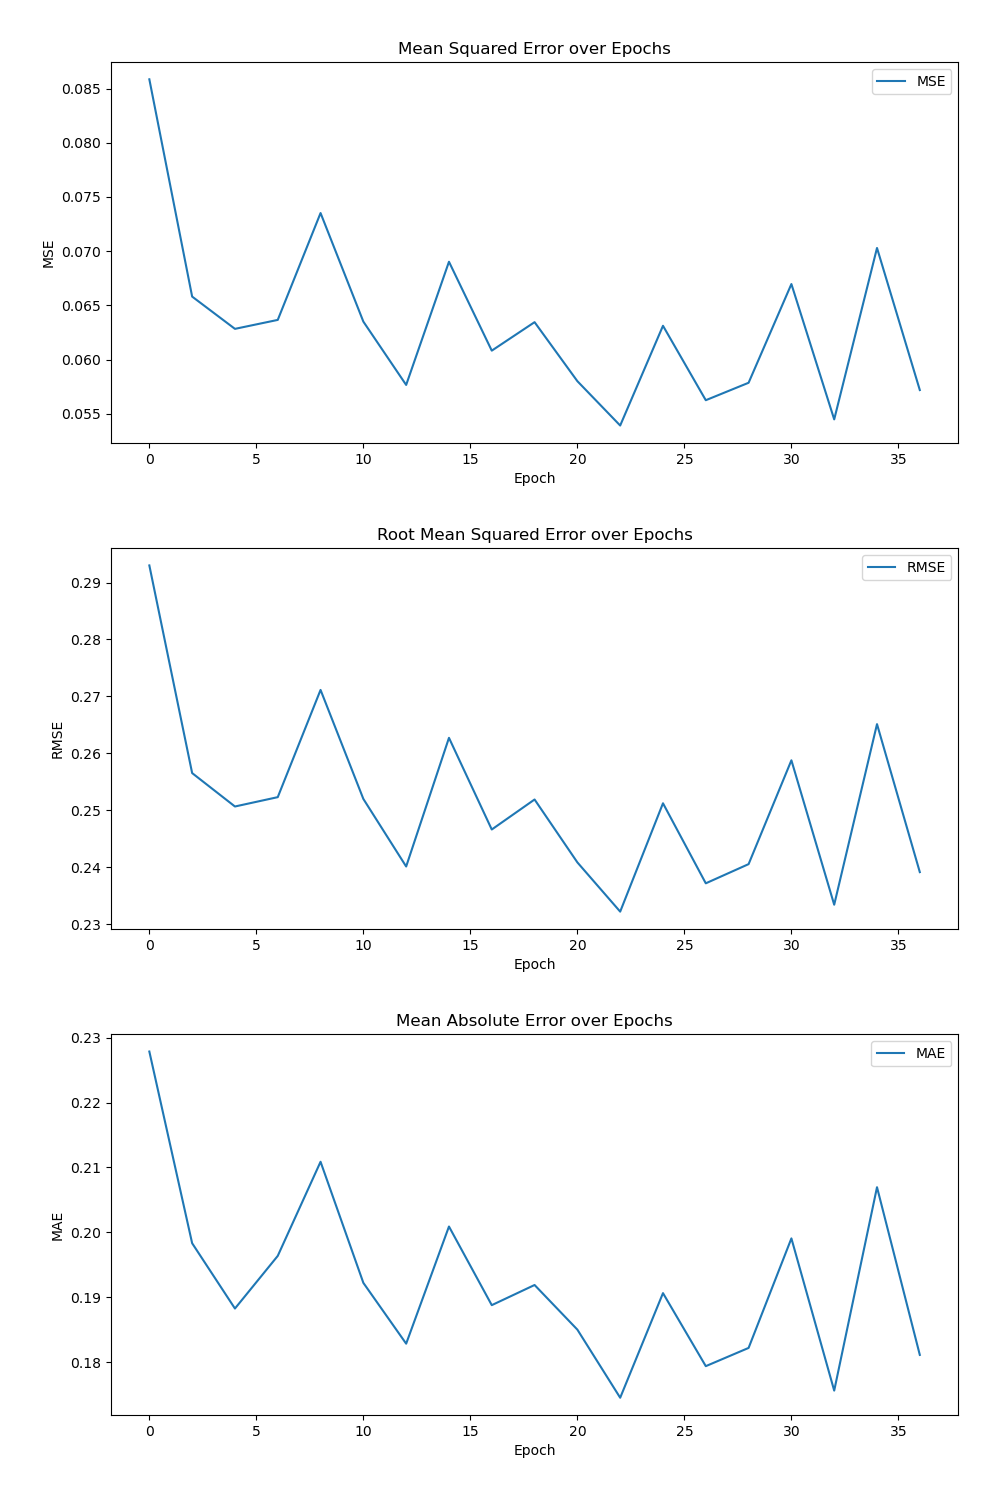 Mean Squared Error over Epochs
MSE
0.085
0.080
0.075
0.070
0.065
0.060
0.055
MSE
0 5 10 15 20 25 30 35
Epoch
Root Mean Squared Error over Epochs
RMSE
0.29
0.28
0.27
0.26
0.25
0.24
0.23
RMSE
0 5 10 15 20 25 30 35
Epoch
Mean Absolute Error over Epochs
MAE
0.23
0.22
0.21
0.20
0.19
0.18
MAE
0 5 10 15 20 25 30 35
Epoch